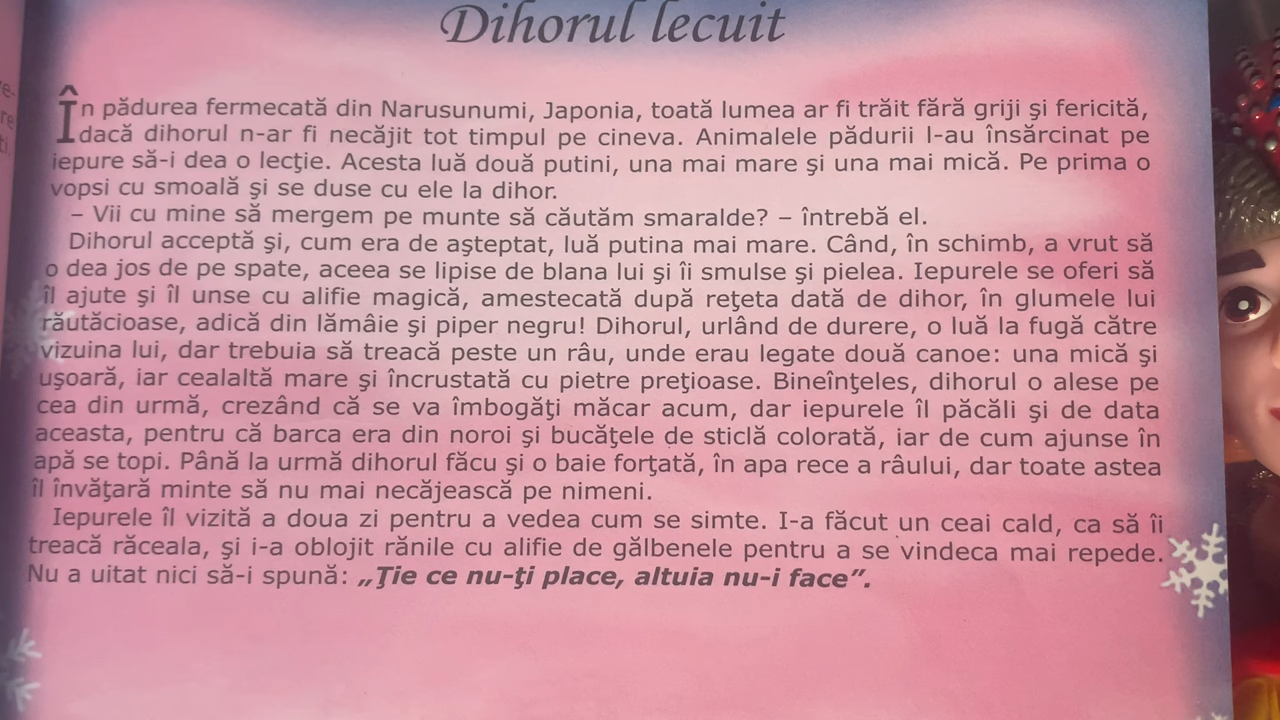 Dihorul lecuit
În pădurea fermecată din Narusunumi, Japonia, toată lumea ar fi trăit fără griji şi fericită,
dacă dihorul n-ar fi necăjit tot timpul pe cineva. Animalele pădurii l-au însărcinat pe
iepure să-i dea o lecţie. Acesta luă două putini, una mai mare şi una mai mică. Pe prima o
vopsi cu smoală şi se duse cu ele la dihor.
– Vii cu mine să mergem pe munte să căutăm smaralde? – întrebă el.
Dihorul acceptă şi, cum era de aşteptat, luă putina mai mare. Când, în schimb, a vrut să
o dea jos de pe spate, aceea se lipise de blana lui şi îi smulse şi pielea. Iepurele se oferi să
îl ajute şi îl unse cu alifie magică, amestecată după reţeta dată de dihor, în glumele lui
răutăcioase, adică din lămâie şi piper negru! Dihorul, urlând de durere, o luă la fugă către
vizuina lui, dar trebuia să treacă peste un râu, unde erau legate două canoe: una mică şi
uşoară, iar cealaltă mare şi încrustată cu pietre preţioase. Bineînţeles, dihorul o alese pe
cea din urmă, crezând că se va îmbogăţi măcar acum, dar iepurele îl păcăli şi de data
aceasta, pentru că barca era din noroi şi bucăţele de sticlă colorată, iar de cum ajunse în
apă se topi. Până la urmă dihorul făcu şi o baie forţată, în apa rece a râului, dar toate astea
îl învăţară minte să nu mai necăjească pe nimeni.
Iepurele îl vizită a doua zi pentru a vedea cum se simte. I-a făcut un ceai cald, ca să îi
treacă răceala, şi i-a oblojit rănile cu alifie de gălbenele pentru a se vindeca mai repede.
Nu a uitat nici să-i spună: „Ţie ce nu-ţi place, altuia nu-i face”.